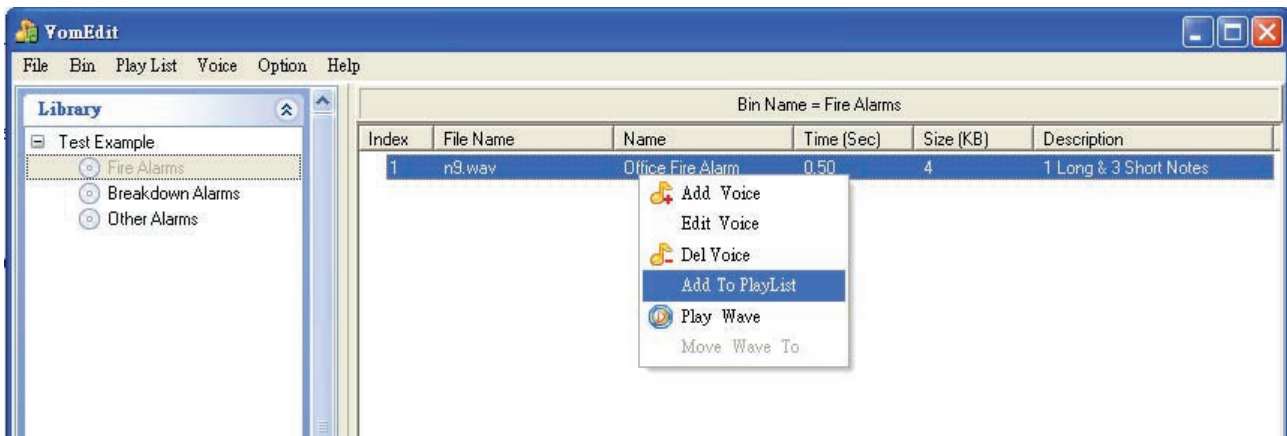 VomEdit
File Bin Play List Voice Option Help
Library
Test Example
Fire Alarms
Breakdown Alarms
Other Alarms
Bin Name = Fire Alarms
Index File Name Name Time (Sec) Size (KB) Description
1 n9.wav Office Fire Alarm 0.50 4 1 Long & 3 Short Notes
Add Voice
Edit Voice
Del Voice
Add To PlayList
Play Wave
Move Wave To